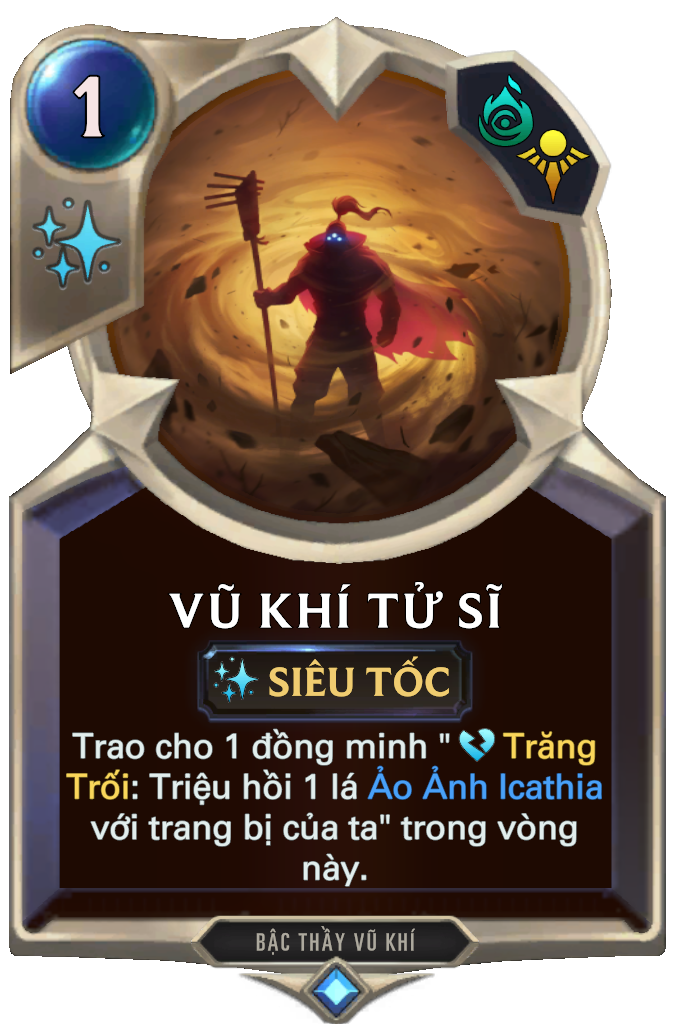 1
VŨ KHÍ TỬ SĨ
SIÊU TỐC
Trao cho 1 đồng minh " Trăng
Trối: Triệu hồi 1 lá Ảo Ảnh Icathia
với trang bị của ta" trong vòng
này.
BẬC THẦY VŨ KHÍ